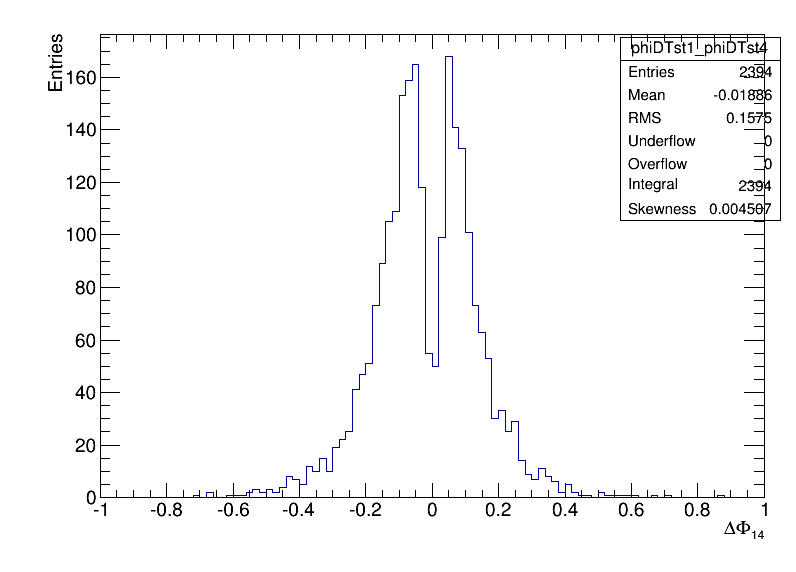 Entries
phiDTst1_phiDTst4
Entries 2394
Mean -0.01886
RMS 0.1575
Underflow 0
Overflow 0
Integral 2394
Skewness 0.004507
160
140
120
100
80
60
40
20
0
-1 -0.8 -0.6 -0.4 -0.2 0 0.2 0.4 0.6 0.8 1
ΔΦ14